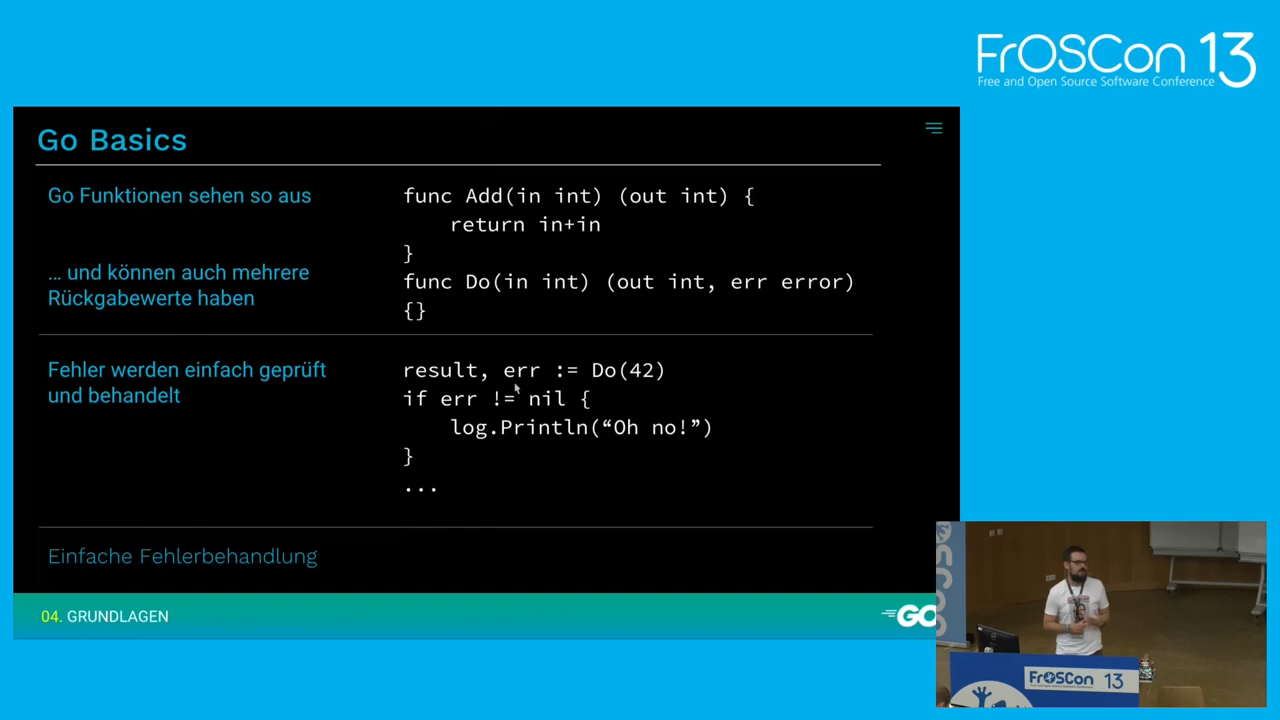 FrOSCon 13
Free and Open Source Software Conference
Go Basics
Go Funktionen sehen so aus
func Add(in int) (out int) {
return in+in
}
… und können auch mehrere
Rückgabewerte haben
func Do(in int) (out int, err error)
{}
Fehler werden einfach geprüft
und behandelt
result, err := Do(42)
if err != nil {
log.Println(“Oh no!”)
}
...
Einfache Fehlerbehandlung
04. GRUNDLAGEN
GO
OSCO
FrOSCon 13